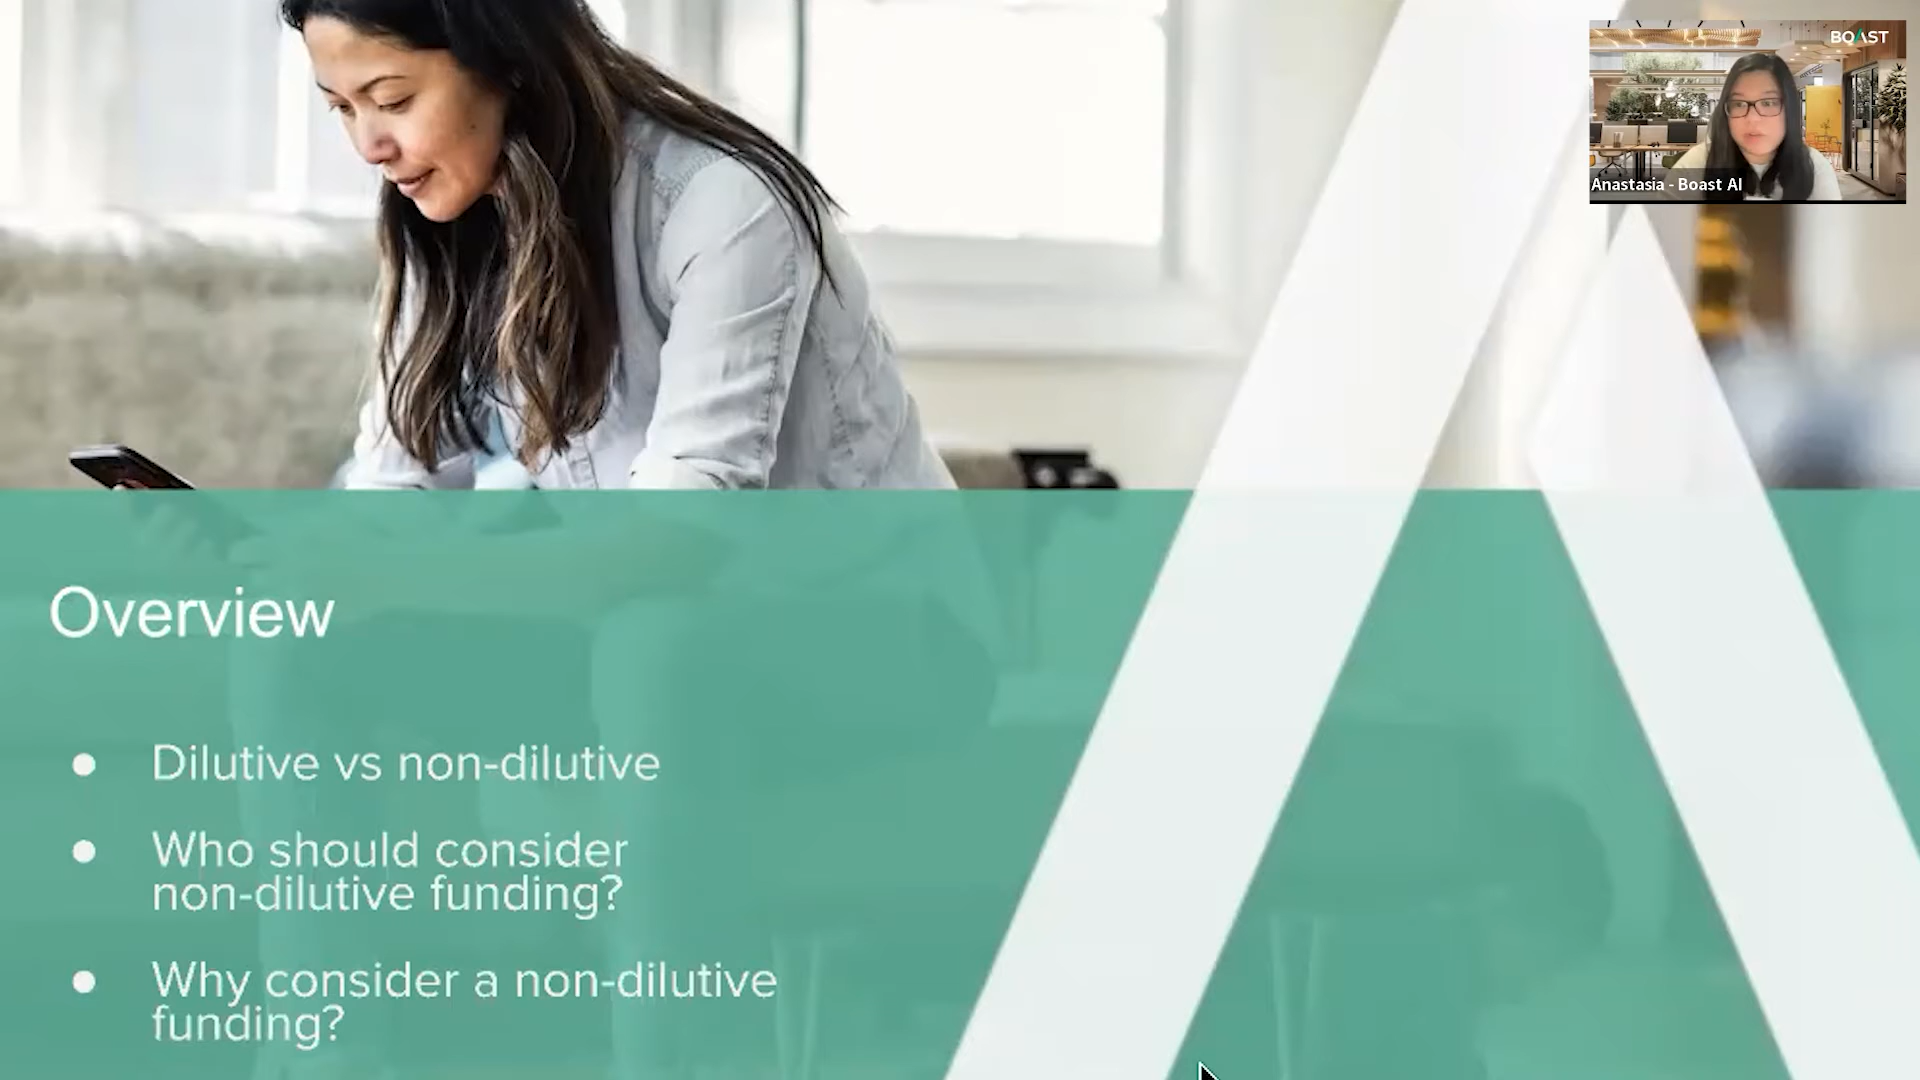 BOAST
Anastasia - Boast AI
Overview
● Dilutive vs non-dilutive
● Who should consider
non-dilutive funding?
● Why consider a non-dilutive
funding?